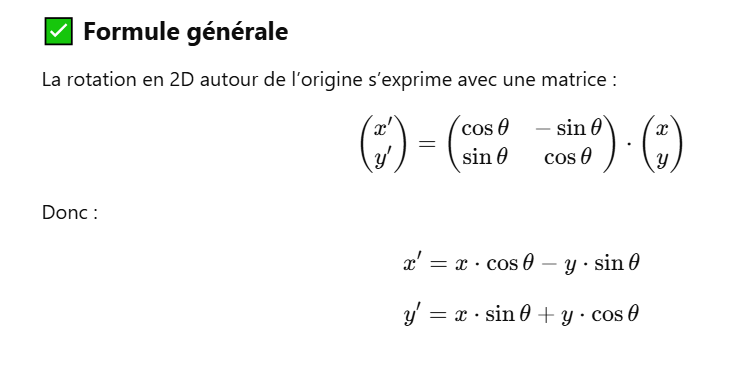 ✅ Formule générale
La rotation en 2D autour de l’origine s’exprime avec une matrice :
(x′ y′) = (cos θ − sin θ sin θ cos θ) · (x y)
Donc :
x′ = x · cos θ − y · sin θ
y′ = x · sin θ + y · cos θ